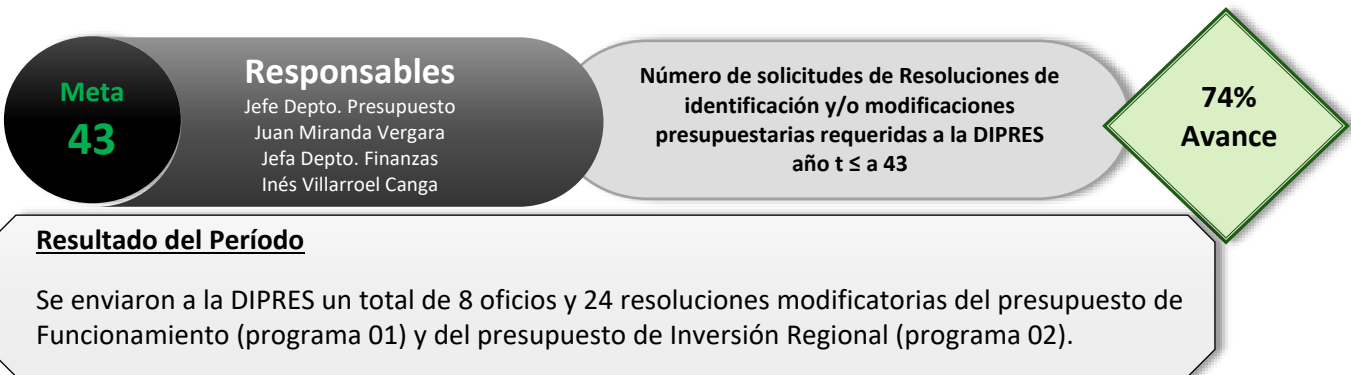 Meta
43
Responsables
Jefe Depto. Presupuesto
Juan Miranda Vergara
Jefa Depto. Finanzas
Inés Villarroel Canga
Número de solicitudes de Resoluciones de
identificación y/o modificaciones
presupuestarias requeridas a la DIPRES
año t ≤ a 43
74%
Avance
Resultado del Período
Se enviaron a la DIPRES un total de 8 oficios y 24 resoluciones modificatorias del presupuesto de
Funcionamiento (programa 01) y del presupuesto de Inversión Regional (programa 02).